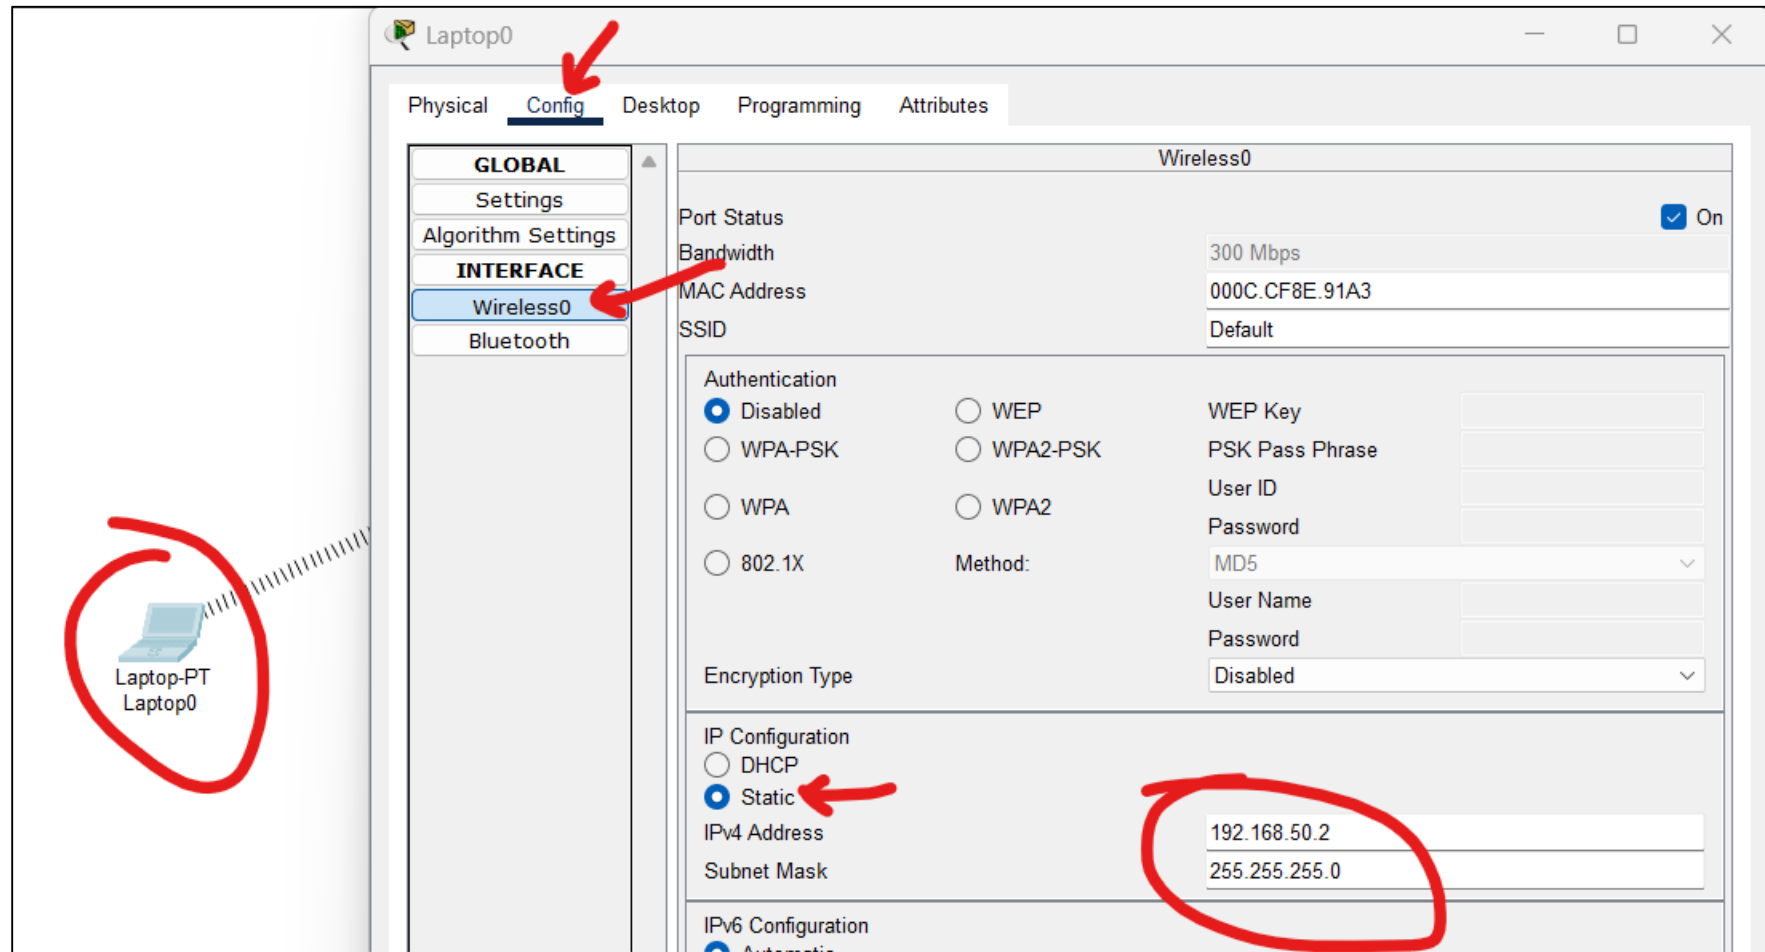 Laptop0
Physical Config Desktop Programming Attributes
GLOBAL
Settings
Algorithm Settings
INTERFACE
Wireless0
Bluetooth
Wireless0
Port Status On
Bandwidth 300 Mbps
MAC Address 000C.CF8E.91A3
SSID Default
Authentication
Disabled WEP WEP Key
WPA-PSK WPA2-PSK PSK Pass Phrase
User ID
WPA WPA2
Password
802.1X Method: MD5
User Name
Password
Encryption Type Disabled
IP Configuration
DHCP
Static
IPv4 Address 192.168.50.2
Subnet Mask 255.255.255.0
IPv6 Configuration
Automatic
Laptop-PT
Laptop0